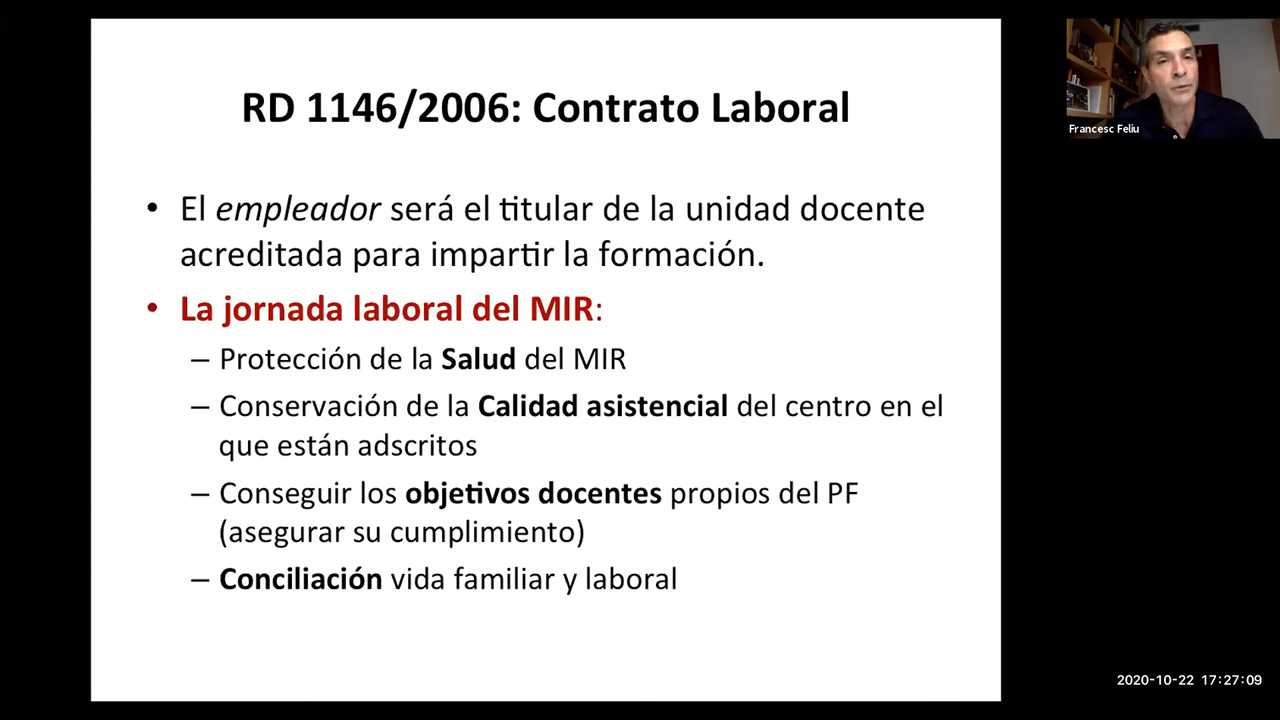 RD 1146/2006: Contrato Laboral
• El empleador será el titular de la unidad docente
acreditada para impartir la formación.
• La jornada laboral del MIR:
– Protección de la Salud del MIR
– Conservación de la Calidad asistencial del centro en el
que están adscritos
– Conseguir los objetivos docentes propios del PF
(asegurar su cumplimiento)
– Conciliación vida familiar y laboral
Francesc Feliu
2020-10-22 17:27:09